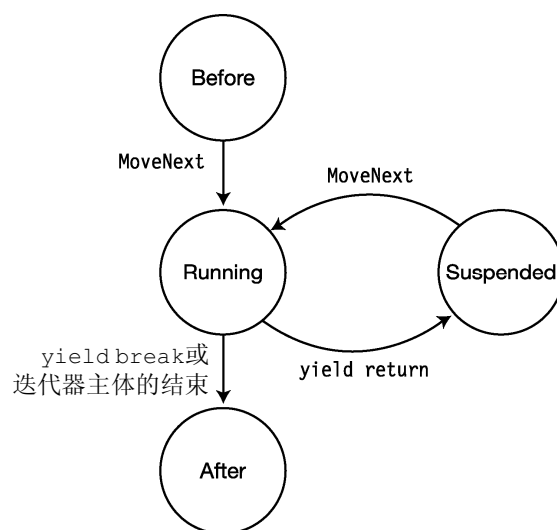 Before
MoveNext
MoveNext
Running
Suspended
yield break或
迭代器主体的结束
yield return
After